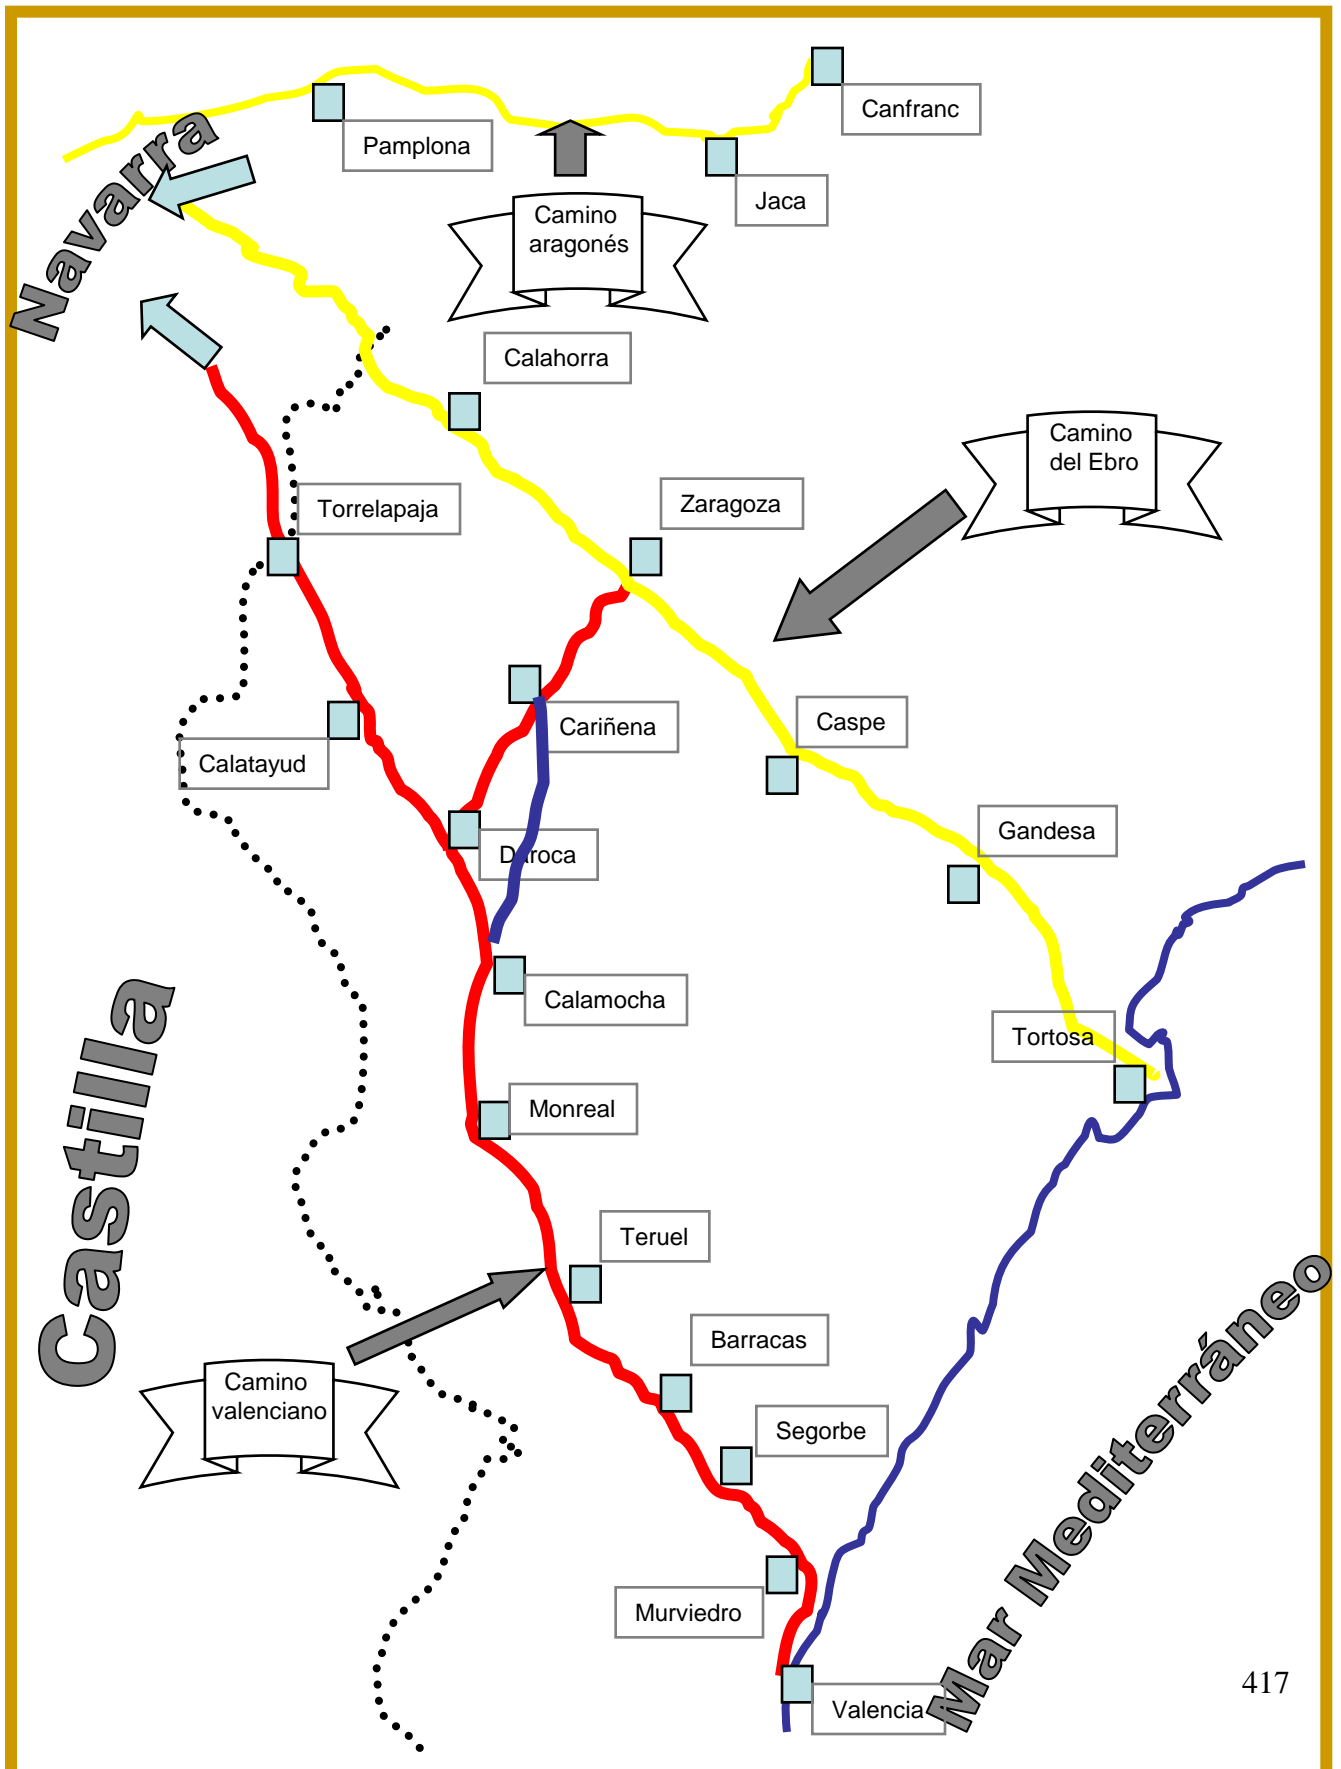 Canfranc
Pamplona
Jaca
Navarra
Camino
aragonés
Calahorra
Camino
del Ebro
Torrelapaja
Zaragoza
Cariñena
Caspe
Calatayud
Gandesa
Daroca
Calamocha
Tortosa
Castilla
Monreal
Teruel
Barracas
Camino
valenciano
Segorbe
Mar Mediterráneo
Murviedro
Valencia
417